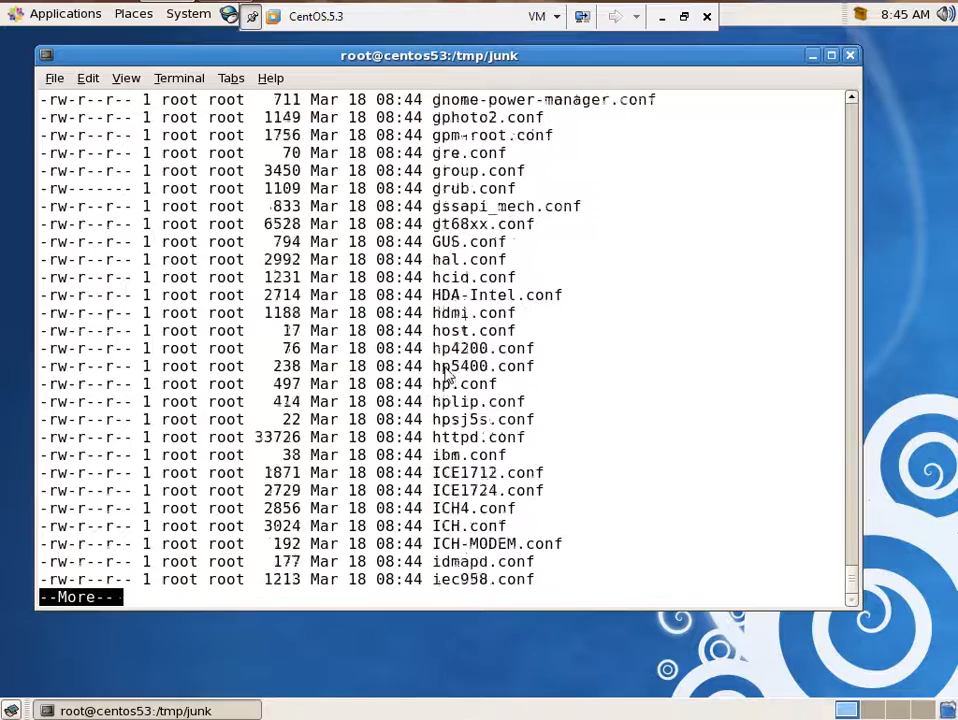 Applications Places System CentOS.5.3 VM 8:45 AM
root@centos53:/tmp/junk
File Edit View Terminal Tabs Help
-rw-r--r-- 1 root root 711 Mar 18 08:44 gnome-power-manager.conf
-rw-r--r-- 1 root root 1149 Mar 18 08:44 gphoto2.conf
-rw-r--r-- 1 root root 1756 Mar 18 08:44 gpm-root.conf
-rw-r--r-- 1 root root 70 Mar 18 08:44 gre.conf
-rw-r--r-- 1 root root 3450 Mar 18 08:44 group.conf
-rw------- 1 root root 1109 Mar 18 08:44 grub.conf
-rw-r--r-- 1 root root 833 Mar 18 08:44 gssapi_mech.conf
-rw-r--r-- 1 root root 6528 Mar 18 08:44 gt68xx.conf
-rw-r--r-- 1 root root 794 Mar 18 08:44 GUS.conf
-rw-r--r-- 1 root root 2992 Mar 18 08:44 hal.conf
-rw-r--r-- 1 root root 1231 Mar 18 08:44 hcid.conf
-rw-r--r-- 1 root root 2714 Mar 18 08:44 HDA-Intel.conf
-rw-r--r-- 1 root root 1188 Mar 18 08:44 hdmi.conf
-rw-r--r-- 1 root root 17 Mar 18 08:44 host.conf
-rw-r--r-- 1 root root 76 Mar 18 08:44 hp4200.conf
-rw-r--r-- 1 root root 238 Mar 18 08:44 hp5400.conf
-rw-r--r-- 1 root root 497 Mar 18 08:44 hp.conf
-rw-r--r-- 1 root root 414 Mar 18 08:44 hplip.conf
-rw-r--r-- 1 root root 22 Mar 18 08:44 hpsj5s.conf
-rw-r--r-- 1 root root 33726 Mar 18 08:44 httpd.conf
-rw-r--r-- 1 root root 38 Mar 18 08:44 ibm.conf
-rw-r--r-- 1 root root 1871 Mar 18 08:44 ICE1712.conf
-rw-r--r-- 1 root root 2729 Mar 18 08:44 ICE1724.conf
-rw-r--r-- 1 root root 2856 Mar 18 08:44 ICH4.conf
-rw-r--r-- 1 root root 3024 Mar 18 08:44 ICH.conf
-rw-r--r-- 1 root root 192 Mar 18 08:44 ICH-MODEM.conf
-rw-r--r-- 1 root root 177 Mar 18 08:44 idmapd.conf
-rw-r--r-- 1 root root 1213 Mar 18 08:44 iec958.conf
--More--
root@centos53:/tmp/junk